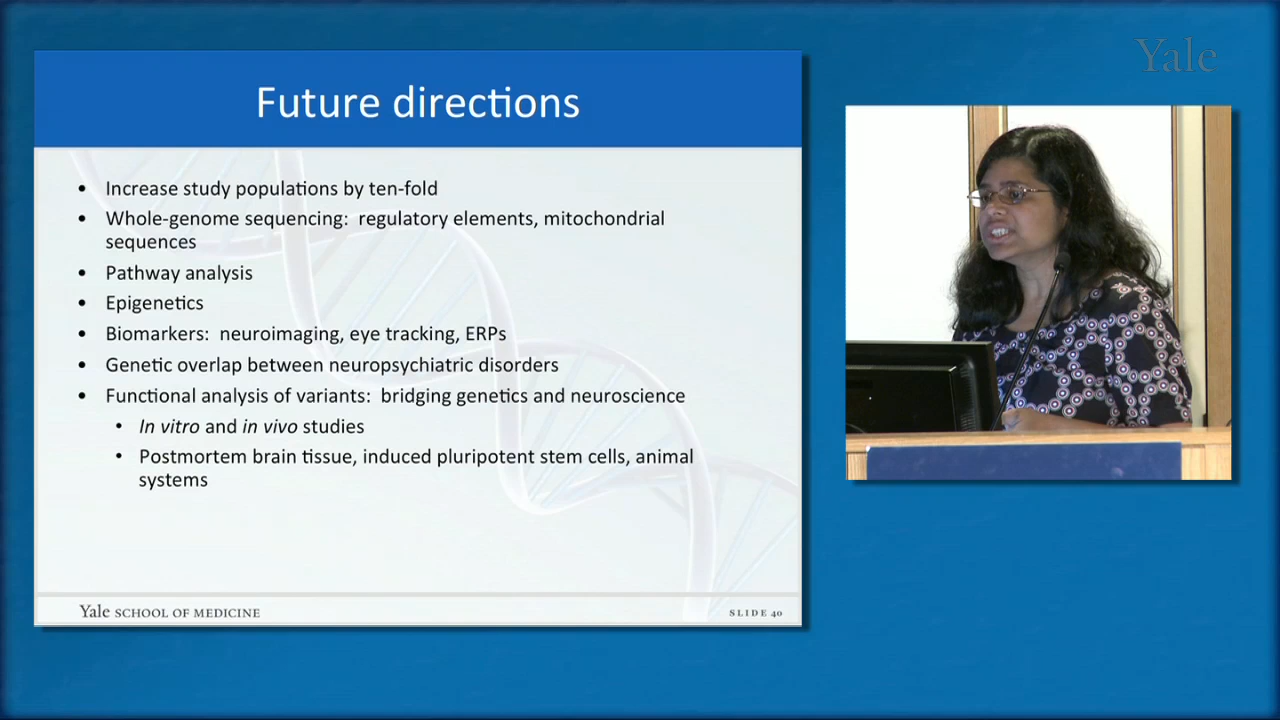 Yale
Future directions
• Increase study populations by ten-fold
• Whole-genome sequencing: regulatory elements, mitochondrial
sequences
• Pathway analysis
• Epigenetics
• Biomarkers: neuroimaging, eye tracking, ERPs
• Genetic overlap between neuropsychiatric disorders
• Functional analysis of variants: bridging genetics and neuroscience
• In vitro and in vivo studies
• Postmortem brain tissue, induced pluripotent stem cells, animal
systems
Yale SCHOOL OF MEDICINE
SLIDE 40